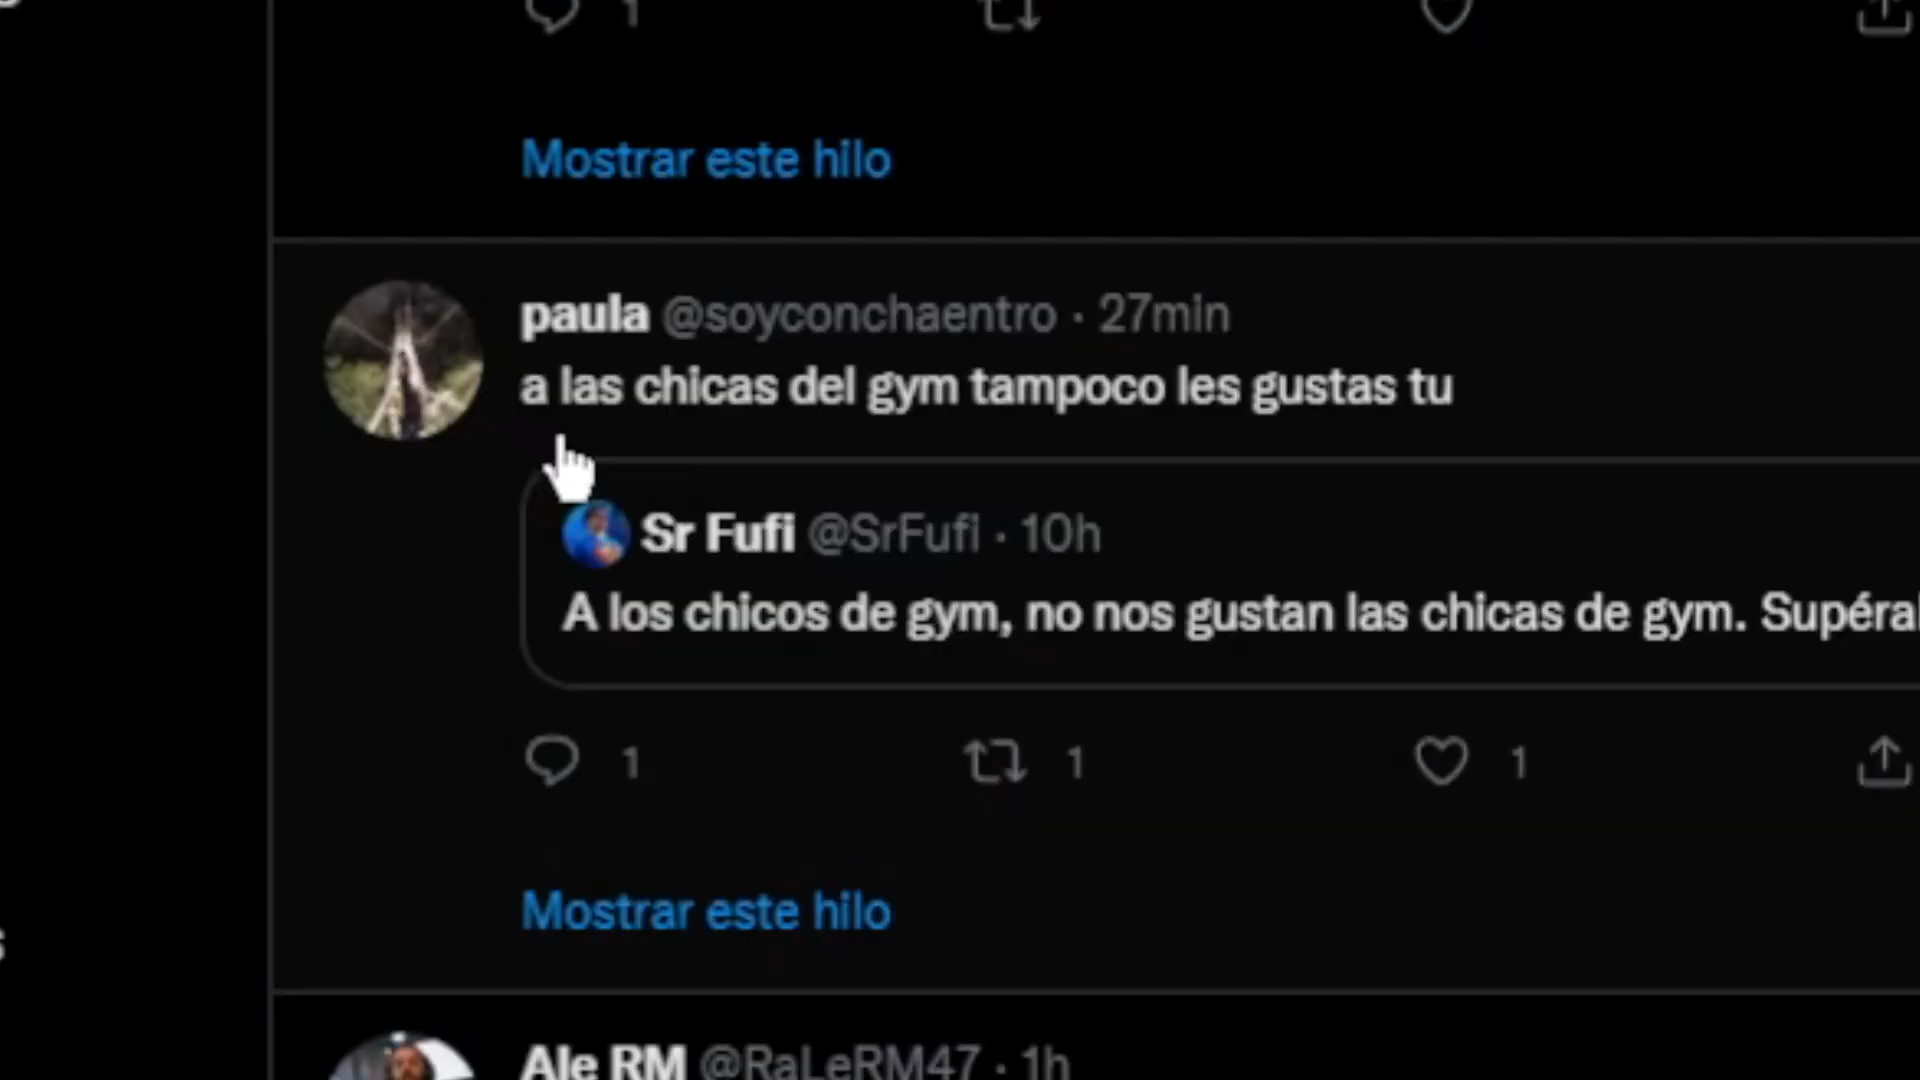 1
Mostrar este hilo
paula @soyconchaentro · 27min
a las chicas del gym tampoco les gustas tu
Sr Fufi @SrFufi · 10h
A los chicos de gym, no nos gustan las chicas de gym.
1 1 1
Mostrar este hilo
Ale RM @RaLeRM47 · 1h